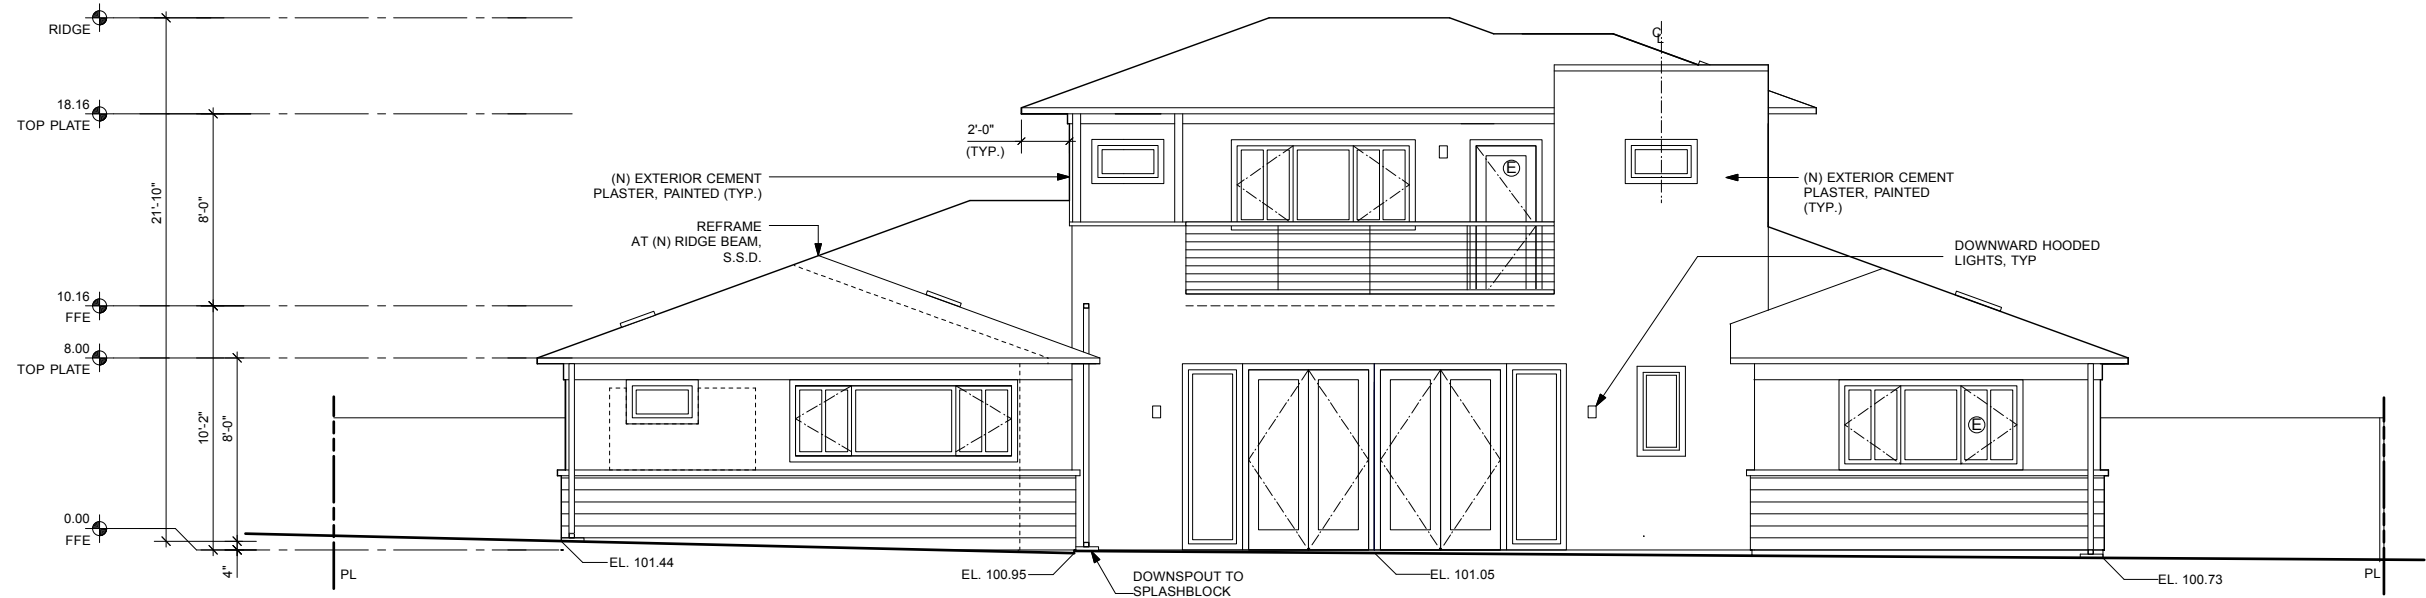 RIDGE
18.16
TOP PLATE
10.16
FFE
8.00
TOP PLATE
0.00
FFE
21'-10"
8'-0"
10'-2"
8'-0"
4"
2'-0"
(TYP.)
(N) EXTERIOR CEMENT
PLASTER, PAINTED (TYP.)
REFRAME
AT (N) RIDGE BEAM,
S.S.D.
CL
E
(N) EXTERIOR CEMENT
PLASTER, PAINTED
(TYP.)
DOWNWARD HOODED
LIGHTS, TYP
E
PL
EL. 101.44
EL. 100.95
DOWNSPOUT TO
SPLASHBLOCK
EL. 101.05
EL. 100.73
PL